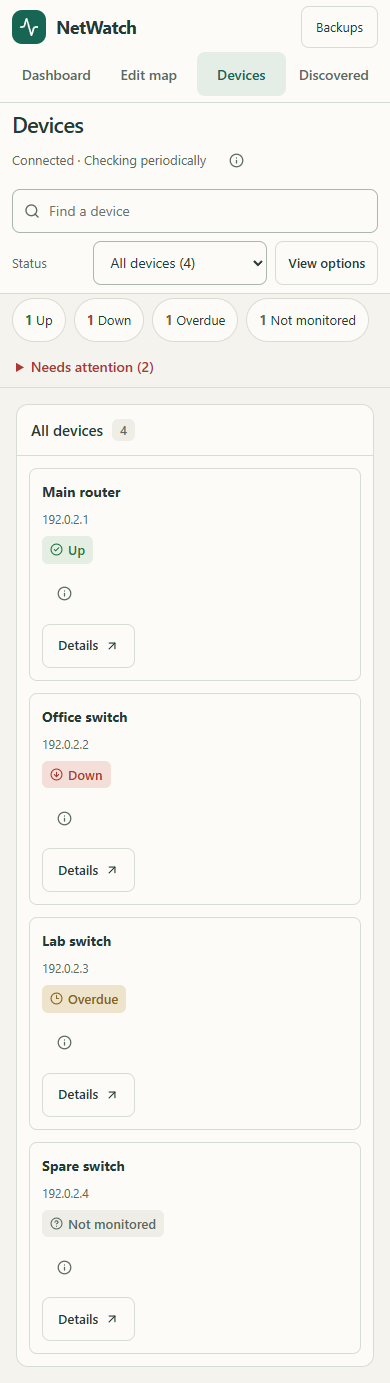 NetWatch
Backups
Dashboard Edit map Devices Discovered
Devices
Connected · Checking periodically
Find a device
Status All devices (4) View options
1 Up 1 Down 1 Overdue 1 Not monitored
Needs attention (2)
All devices 4
Main router
192.0.2.1
Up
Details
Office switch
192.0.2.2
Down
Details
Lab switch
192.0.2.3
Overdue
Details
Spare switch
192.0.2.4
Not monitored
Details